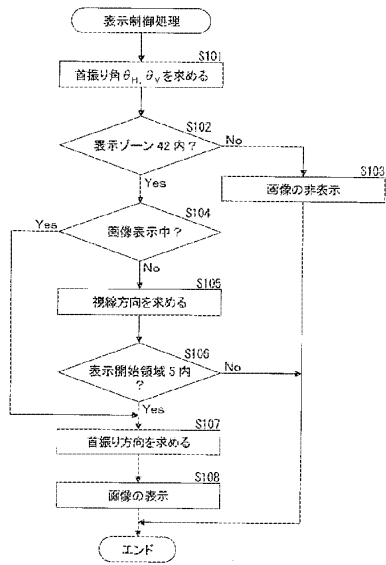 表示制御処理
S101
首振り角θH, θVを求める
S102
表示ゾーン42内？
No
Yes
S103
画像の非表示
S104
Yes
画像表示中？
No
S105
視線方向を求める
S106
表示開始領域5内
？
No
Yes
S107
首振り方向を求める
S108
画像の表示
エンド